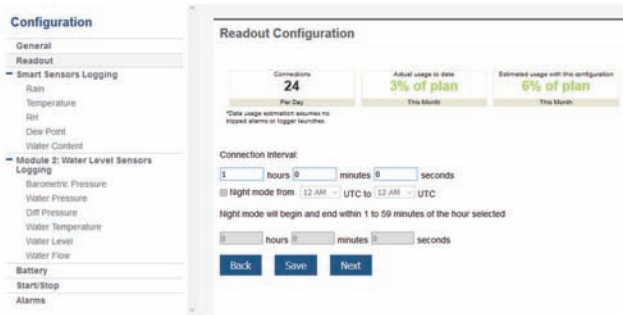 Configuration
General
Readout
Smart Sensors Logging
Rain
Temperature
RH
Dew Point
Water Content
Module 2: Water Level Sensors
Logging
Barometric Pressure
Water Pressure
Diff Pressure
Water Temperature
Water Level
Water Flow
Battery
Start/Stop
Alarms
Readout Configuration
Connections
24
Per Day
Actual usage to date
3% of plan
This Month
Estimated usage with this configuration
6% of plan
This Month
*Data usage estimation assumes no
tripped alarms or logger launches.
Connection Interval:
1 hours 0 minutes 0 seconds
Night mode from 12 AM UTC to 12 AM UTC
Night mode will begin and end within 1 to 59 minutes of the hour selected
hours minutes seconds
Back Save Next